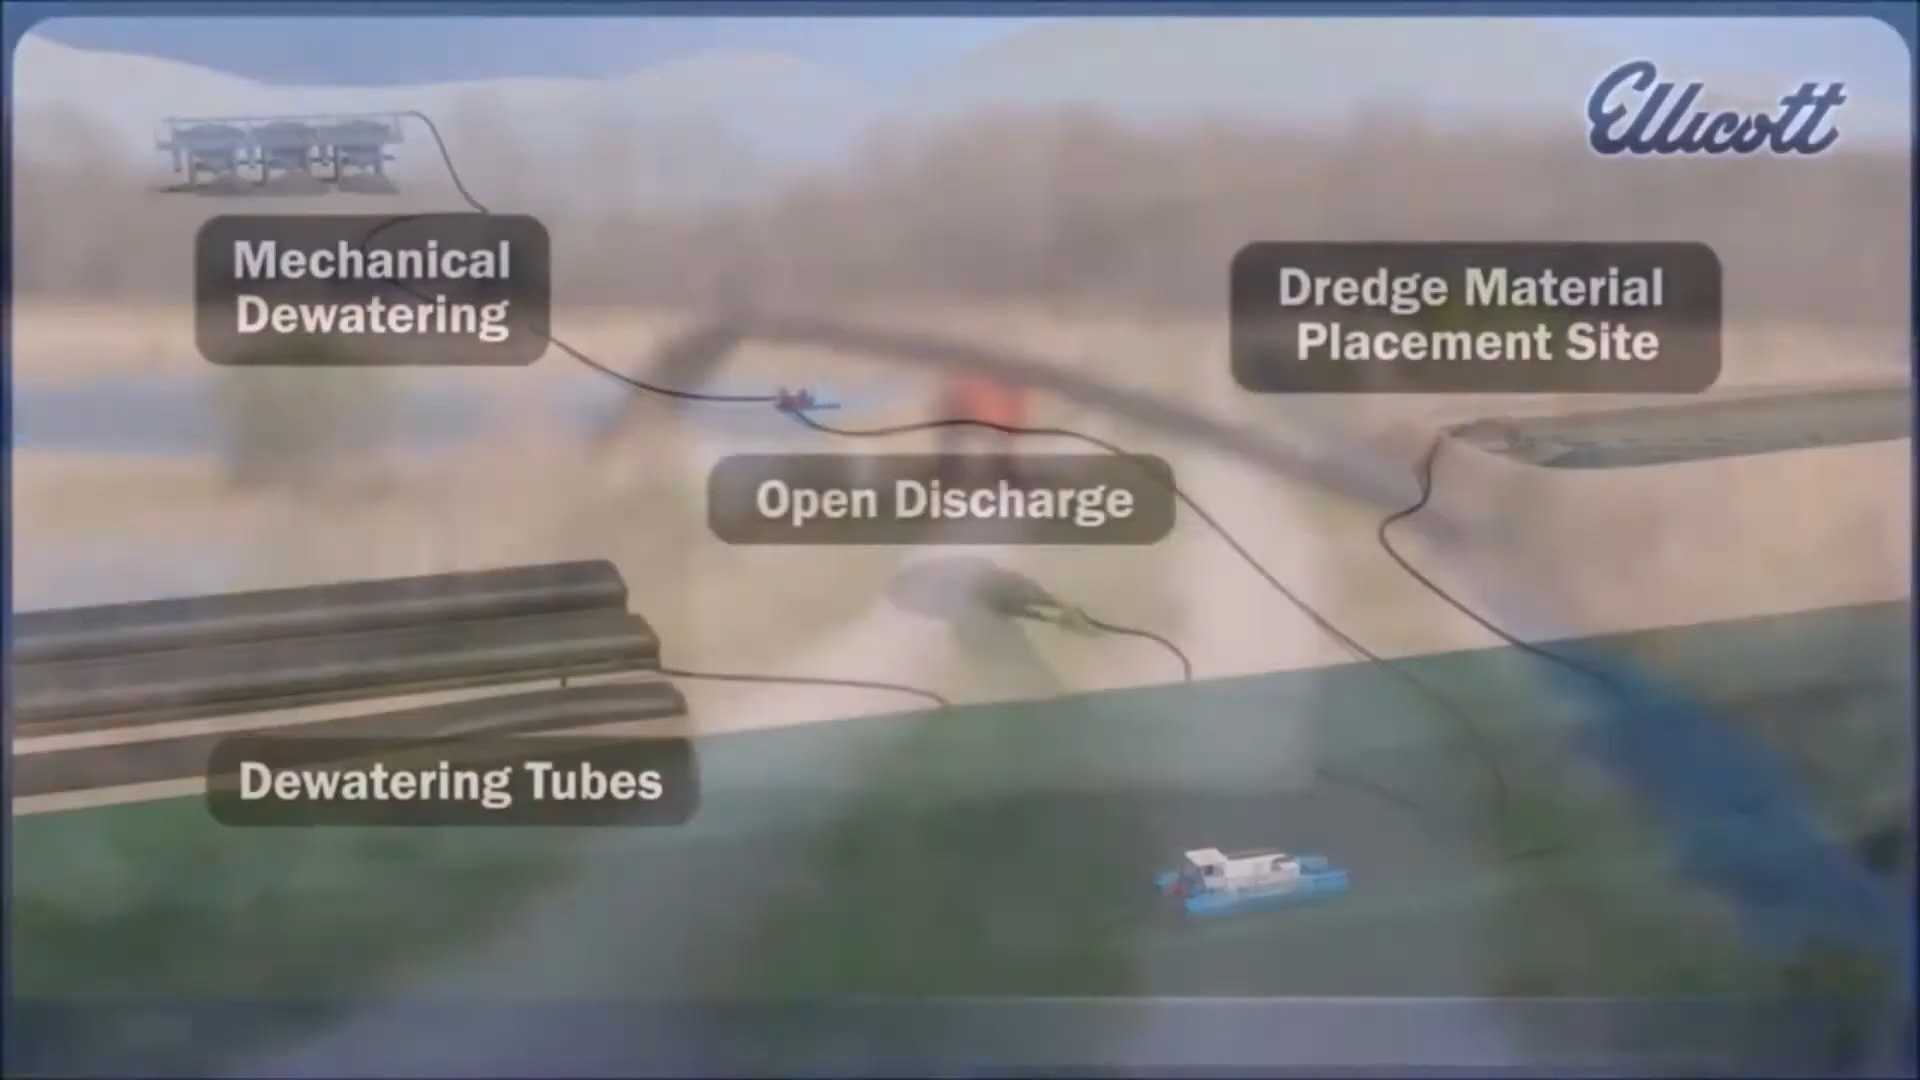 Ellicott
Mechanical
Dewatering
Dredge Material
Placement Site
Open Discharge
Dewatering Tubes